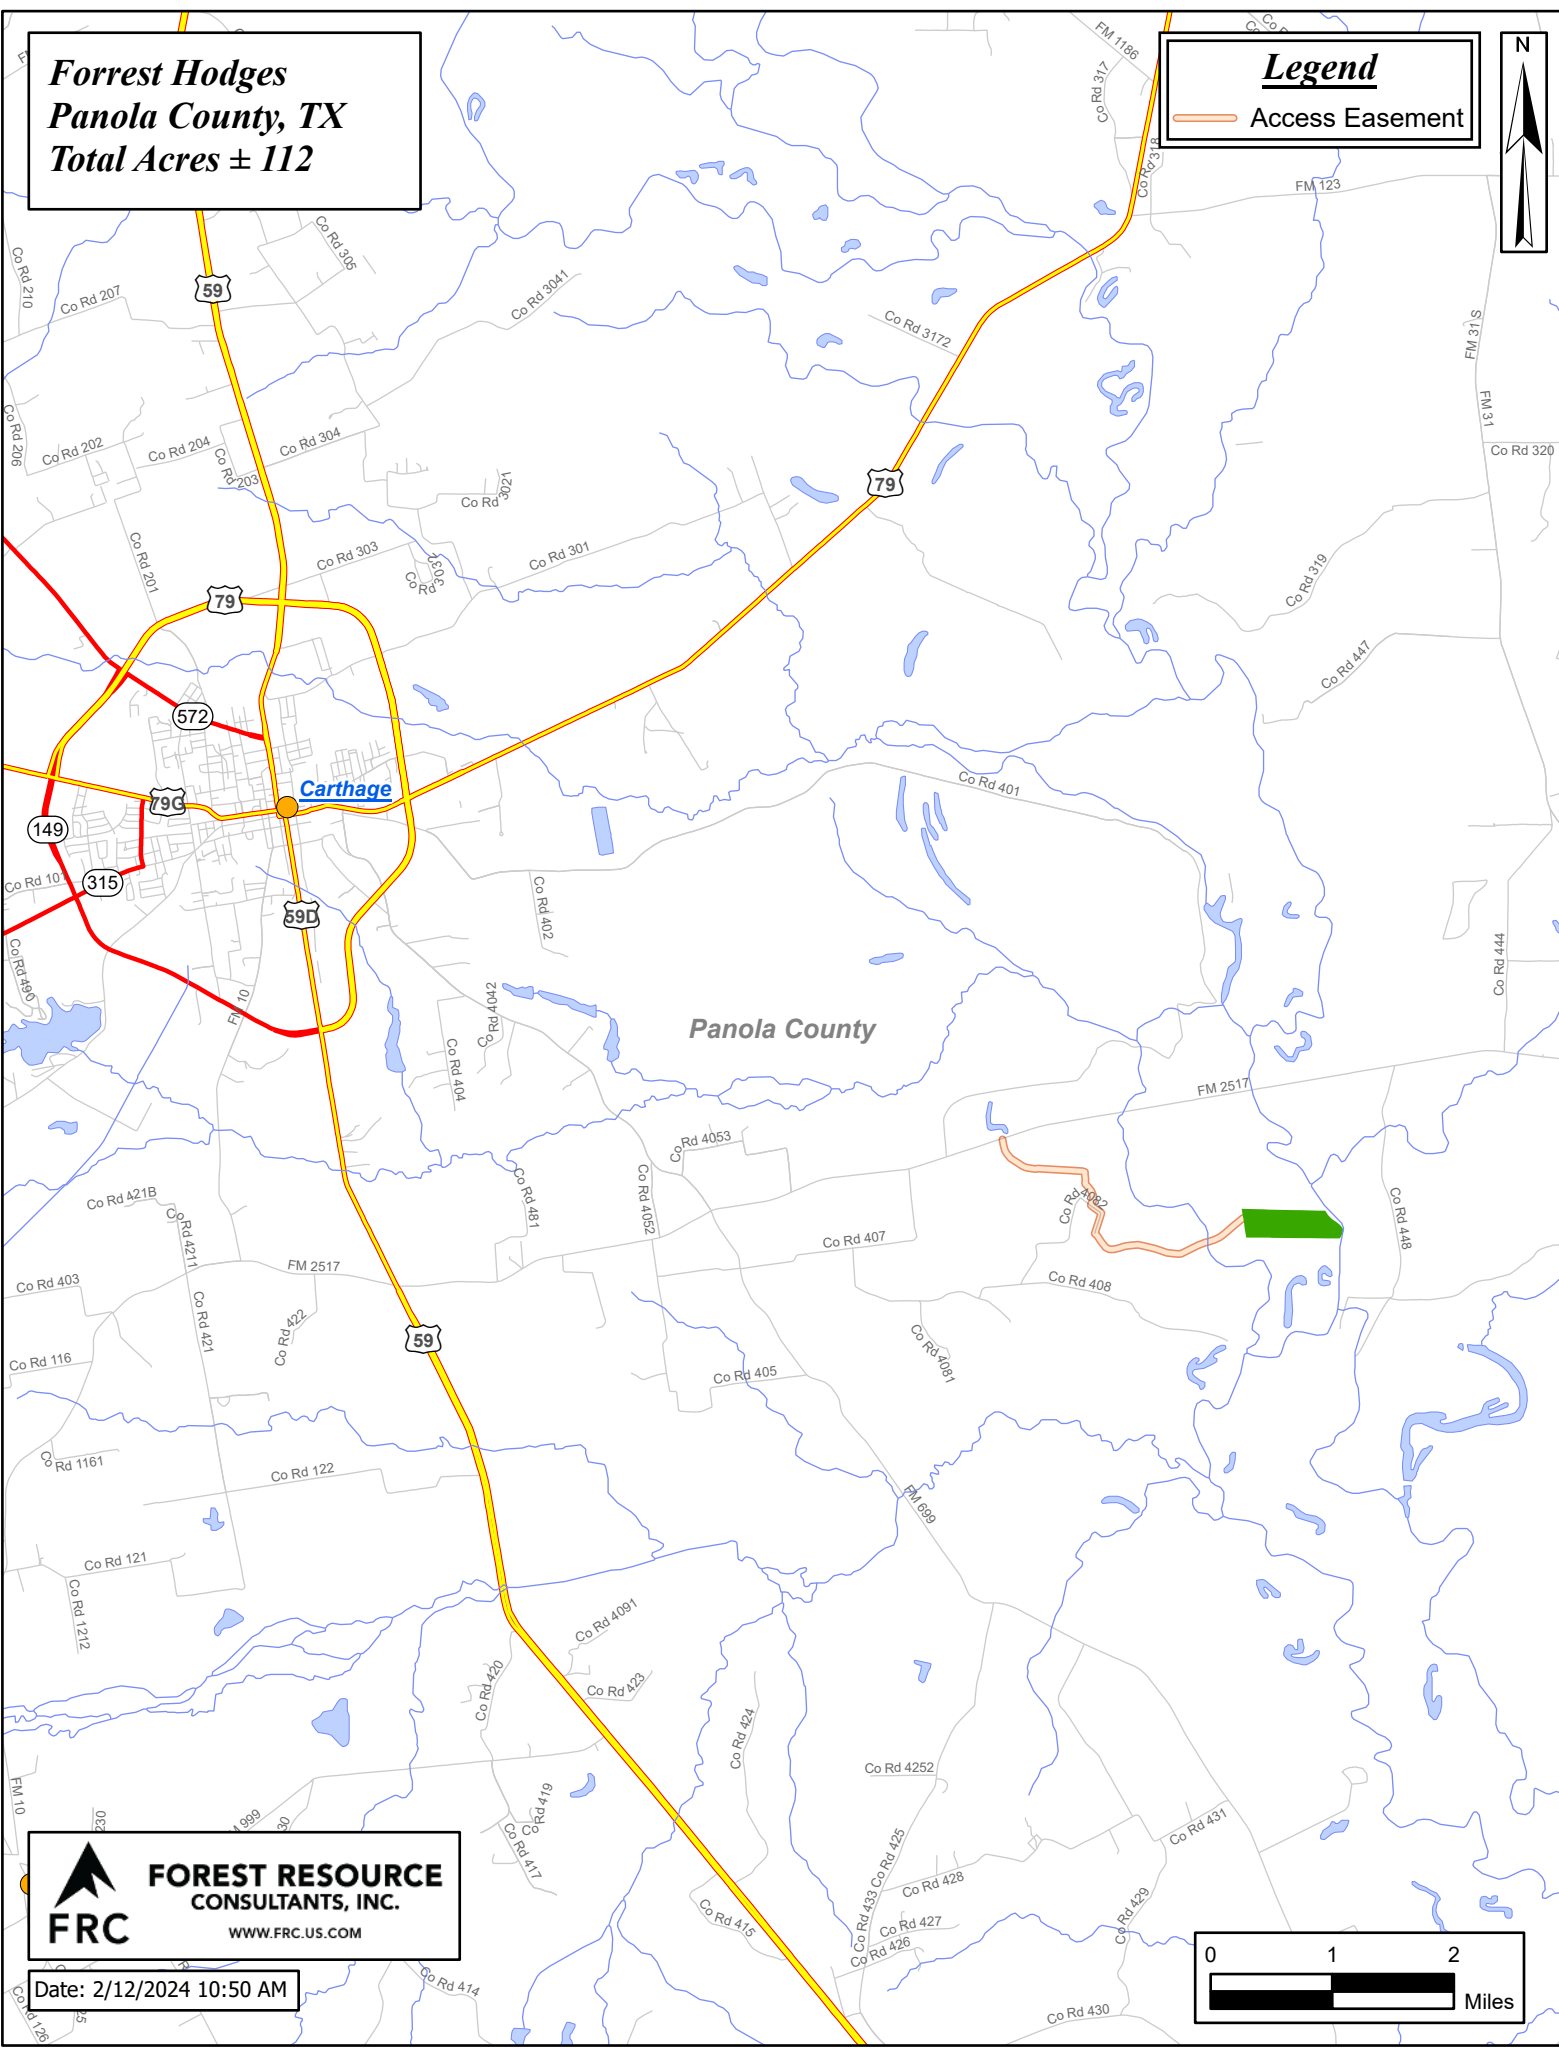 Forrest Hodges
Panola County, TX
Total Acres ± 112
Legend
Access Easement
N
FM 1186
Co Rd 317
Co Rd 318
FM 123
Co Rd 305
Co Rd 210
Co Rd 207
59
Co Rd 3041
Co Rd 3172
FM 31 S
FM 31
Co Rd 206
Co Rd 202
Co Rd 204
Co Rd 203
Co Rd 304
Co Rd 3021
79
Co Rd 320
Co Rd 201
Co Rd 303
Co Rd 3037
Co Rd 301
Co Rd 319
79
Co Rd 447
572
Carthage
79G
Co Rd 401
149
315
Co Rd 101
59D
Co Rd 402
Co Rd 490
FM 10
Co Rd 4042
Co Rd 444
Panola County
Co Rd 404
FM 2517
Co Rd 4053
Co Rd 421B
Co Rd 4211
Co Rd 481
Co Rd 4052
Co Rd 4082
Co Rd 448
Co Rd 407
Co Rd 403
FM 2517
Co Rd 408
Co Rd 421
Co Rd 422
59
Co Rd 116
Co Rd 405
Co Rd 4081
Co Rd 1161
Co Rd 122
FM 699
Co Rd 121
Co Rd 1212
Co Rd 4091
Co Rd 420
Co Rd 423
Co Rd 424
Co Rd 4252
FM 10
230
M 999
30
Co Rd 419
Co Rd 417
Co Rd 425
Co Rd 431
Co Rd 428
Co Rd 433
Co Rd 429
Co Rd 415
Co Rd 427
Co Rd 426
Co Rd 414
Co Rd 430
Co Rd 126
25
FRC
FOREST RESOURCE
CONSULTANTS, INC.
WWW.FRC.US.COM
Date: 2/12/2024 10:50 AM
0 1 2
Miles